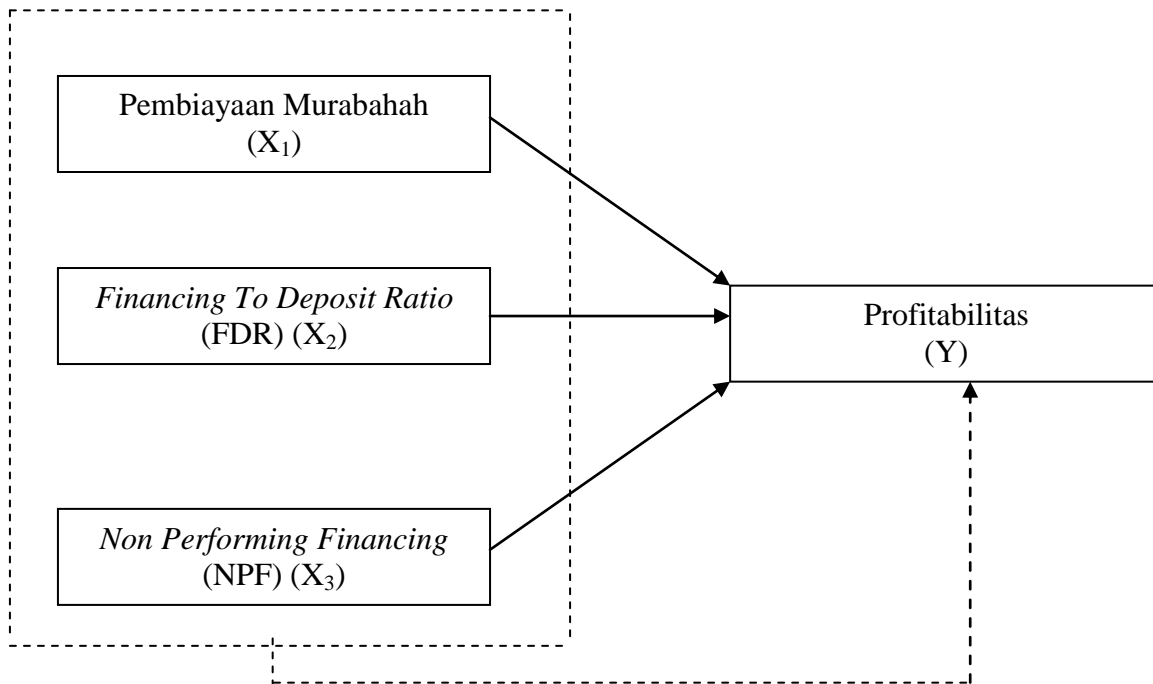 Pembiayaan Murabahah
(X₁)
Financing To Deposit Ratio
(FDR) (X₂)
Profitabilitas
(Y)
Non Performing Financing
(NPF) (X₃)